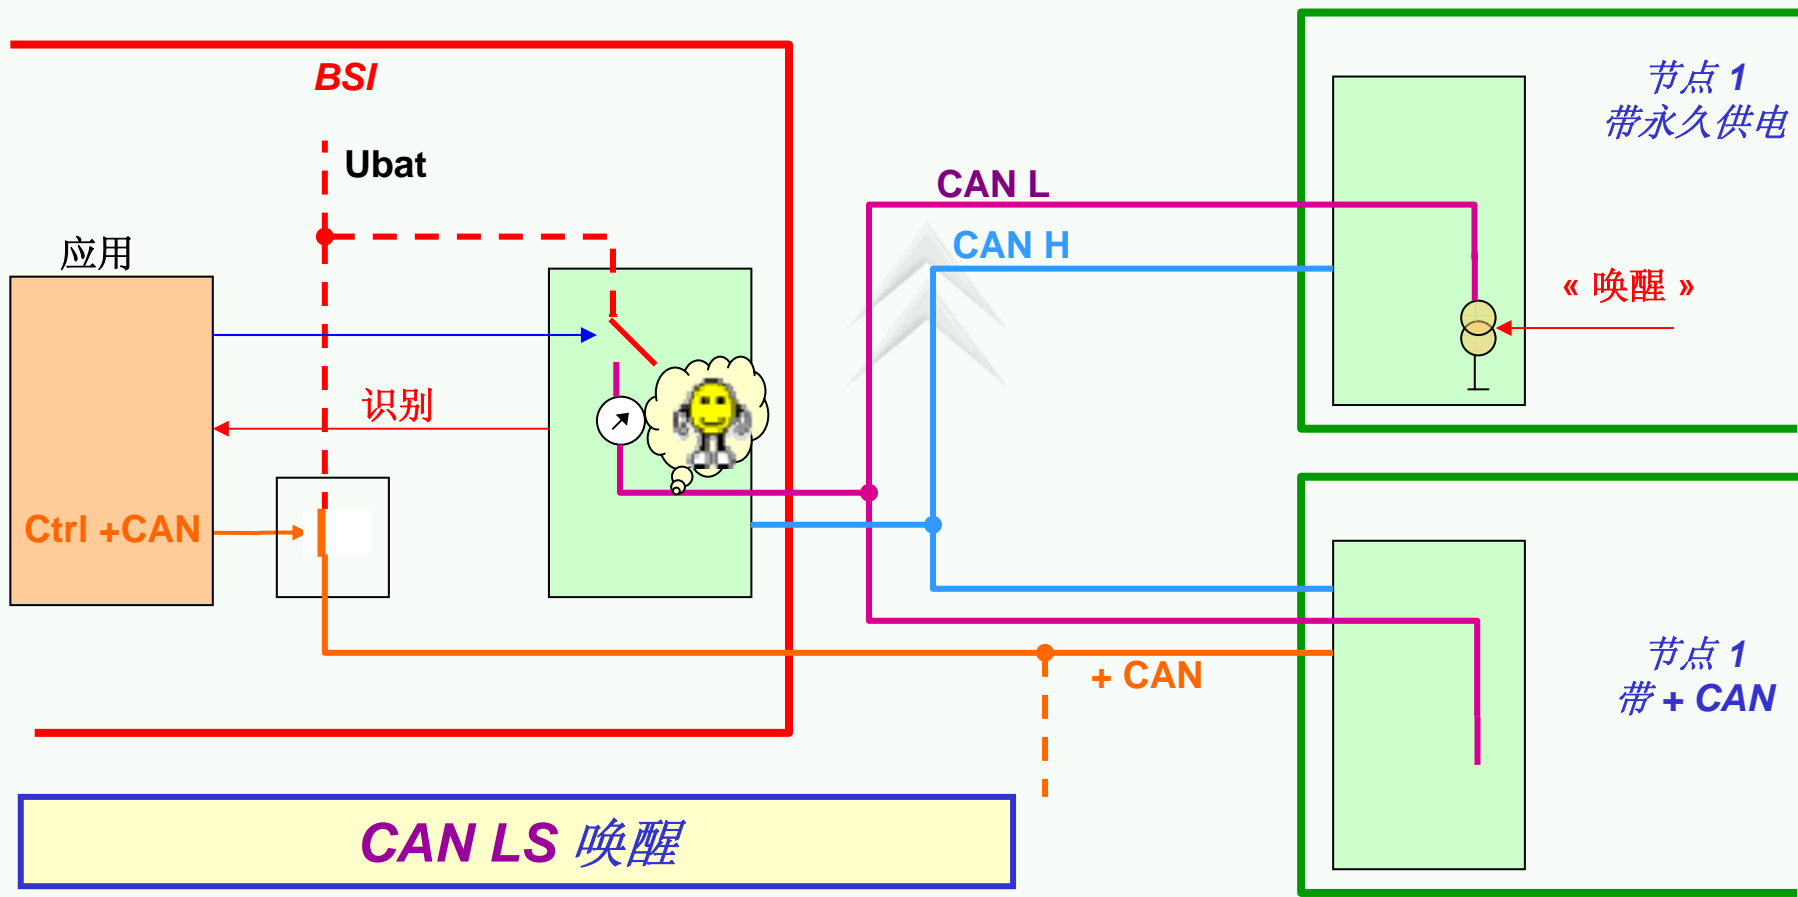 BSI
Ubat
应用
识别
Ctrl +CAN
CAN L
CAN H
+ CAN
节点 1
带永久供电
« 唤醒 »
节点 1
带 + CAN
CAN LS 唤醒